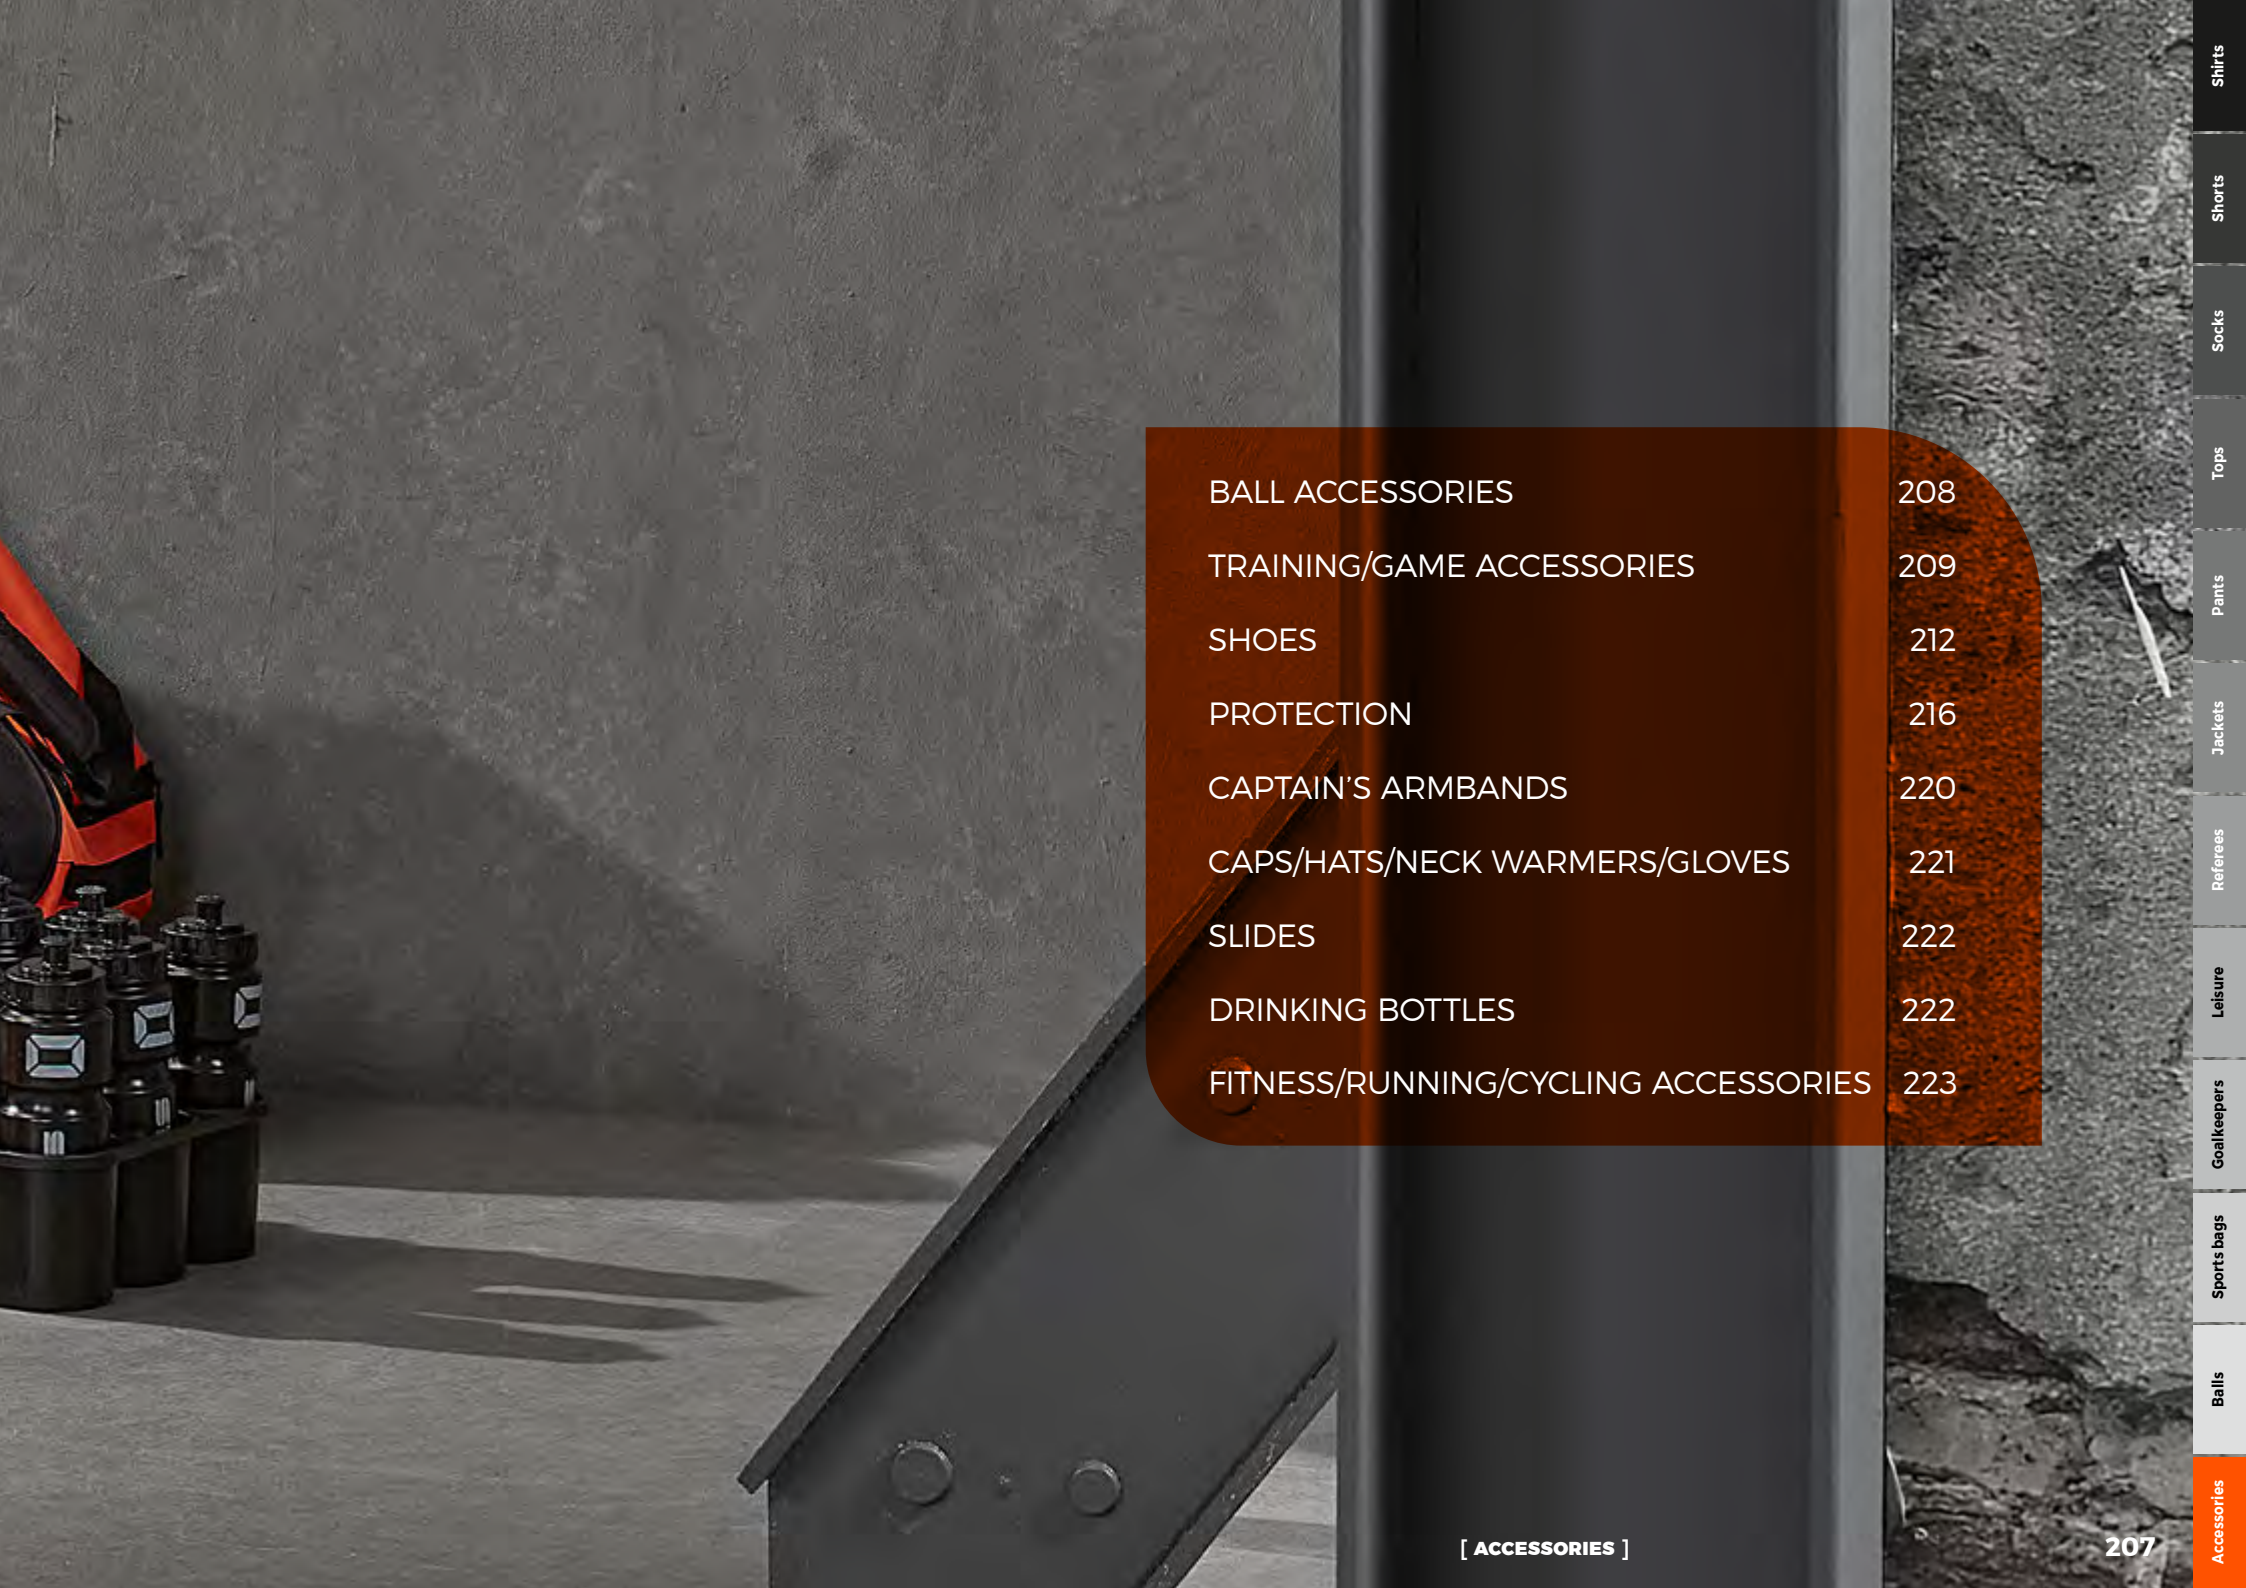 BALL ACCESSORIES 208
TRAINING/GAME ACCESSORIES 209
SHOES 212
PROTECTION 216
CAPTAIN’S ARMBANDS 220
CAPS/HATS/NECK WARMERS/GLOVES 221
SLIDES 222
DRINKING BOTTLES 222
FITNESS/RUNNING/CYCLING ACCESSORIES 223
[ ACCESSORIES ]
207
Shirts
Shorts
Socks
Tops
Pants
Jackets
Referees
Leisure
Goalkeepers
Sports bags
Balls
Accessories